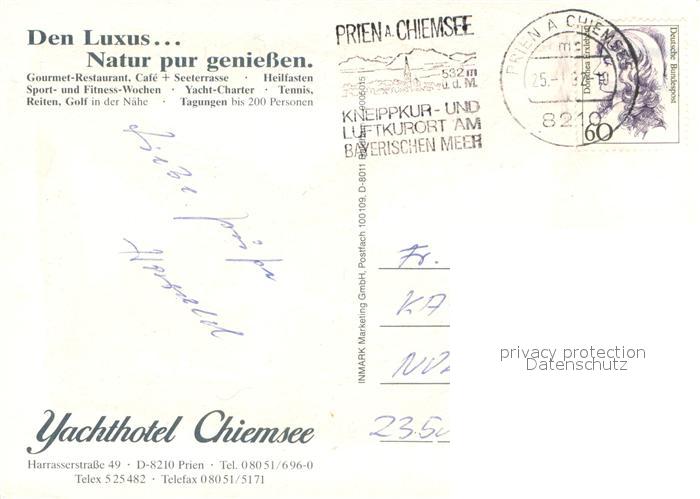 Den Luxus...
Natur pur genießen.
Gourmet-Restaurant, Café + Seeterrasse · Heilfasten
Sport- und Fitness-Wochen · Yacht-Charter · Tennis,
Reiten, Golf in der Nähe · Tagungen bis 200 Personen
PRIEN A. CHIEMSEE
532 m
ü. d. M.
KNEIPPKUR - UND
LUFTKURORT AM
BAYERISCHEN MEER
PRIEN A CHIEMSEE
25.
8210
Deutsche Bundespost
60
INMARK Marketing GmbH, Postfach 100109, D-8011
Harald
Fr.
KA
23.5
privacy protection
Datenschutz
Yachthotel Chiemsee
Harrasserstraße 49 · D-8210 Prien · Tel. 08051/696-0
Telex 525482 · Telefax 08051/5171